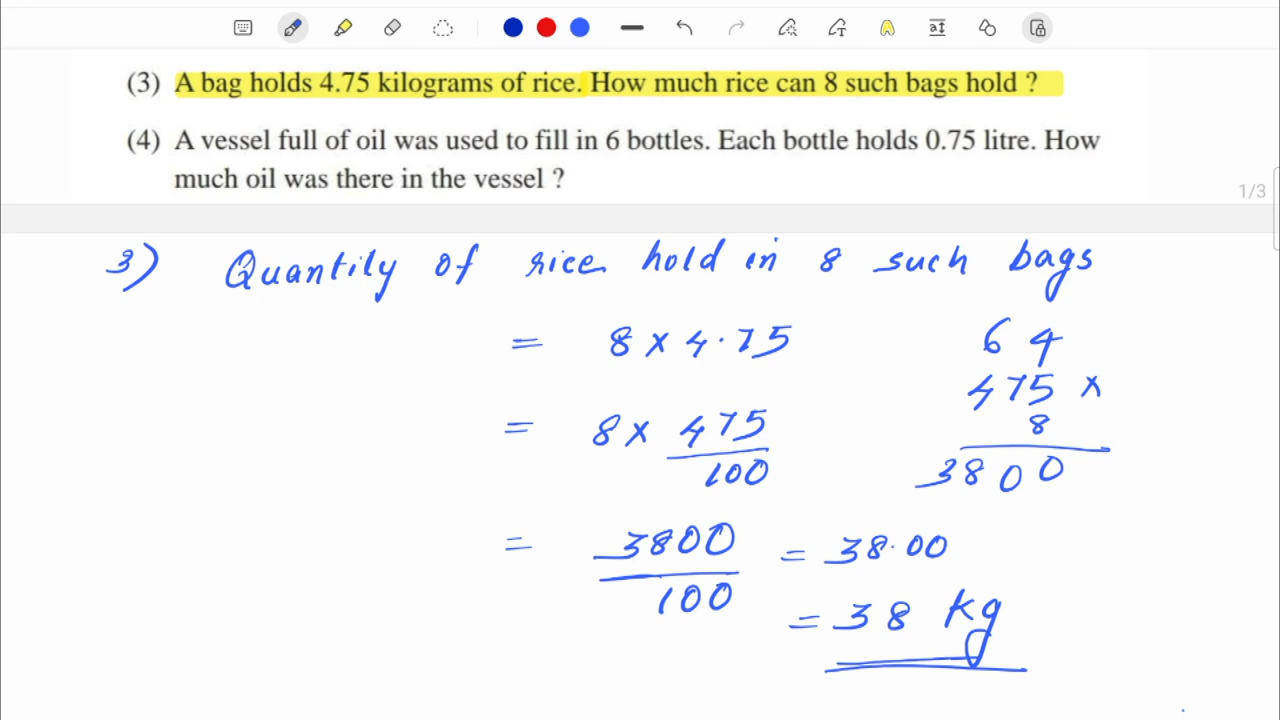 (3) A bag holds 4.75 kilograms of rice. How much rice can 8 such bags hold ?
(4) A vessel full of oil was used to fill in 6 bottles. Each bottle holds 0.75 litre. How
much oil was there in the vessel ?
1/3
3) Quantity of rice hold in 8 such bags
= 8 × 4.75
= 8 × 475
100
= 3800
100
= 38.00
= 38 kg
6 4
475 ×
8
3800